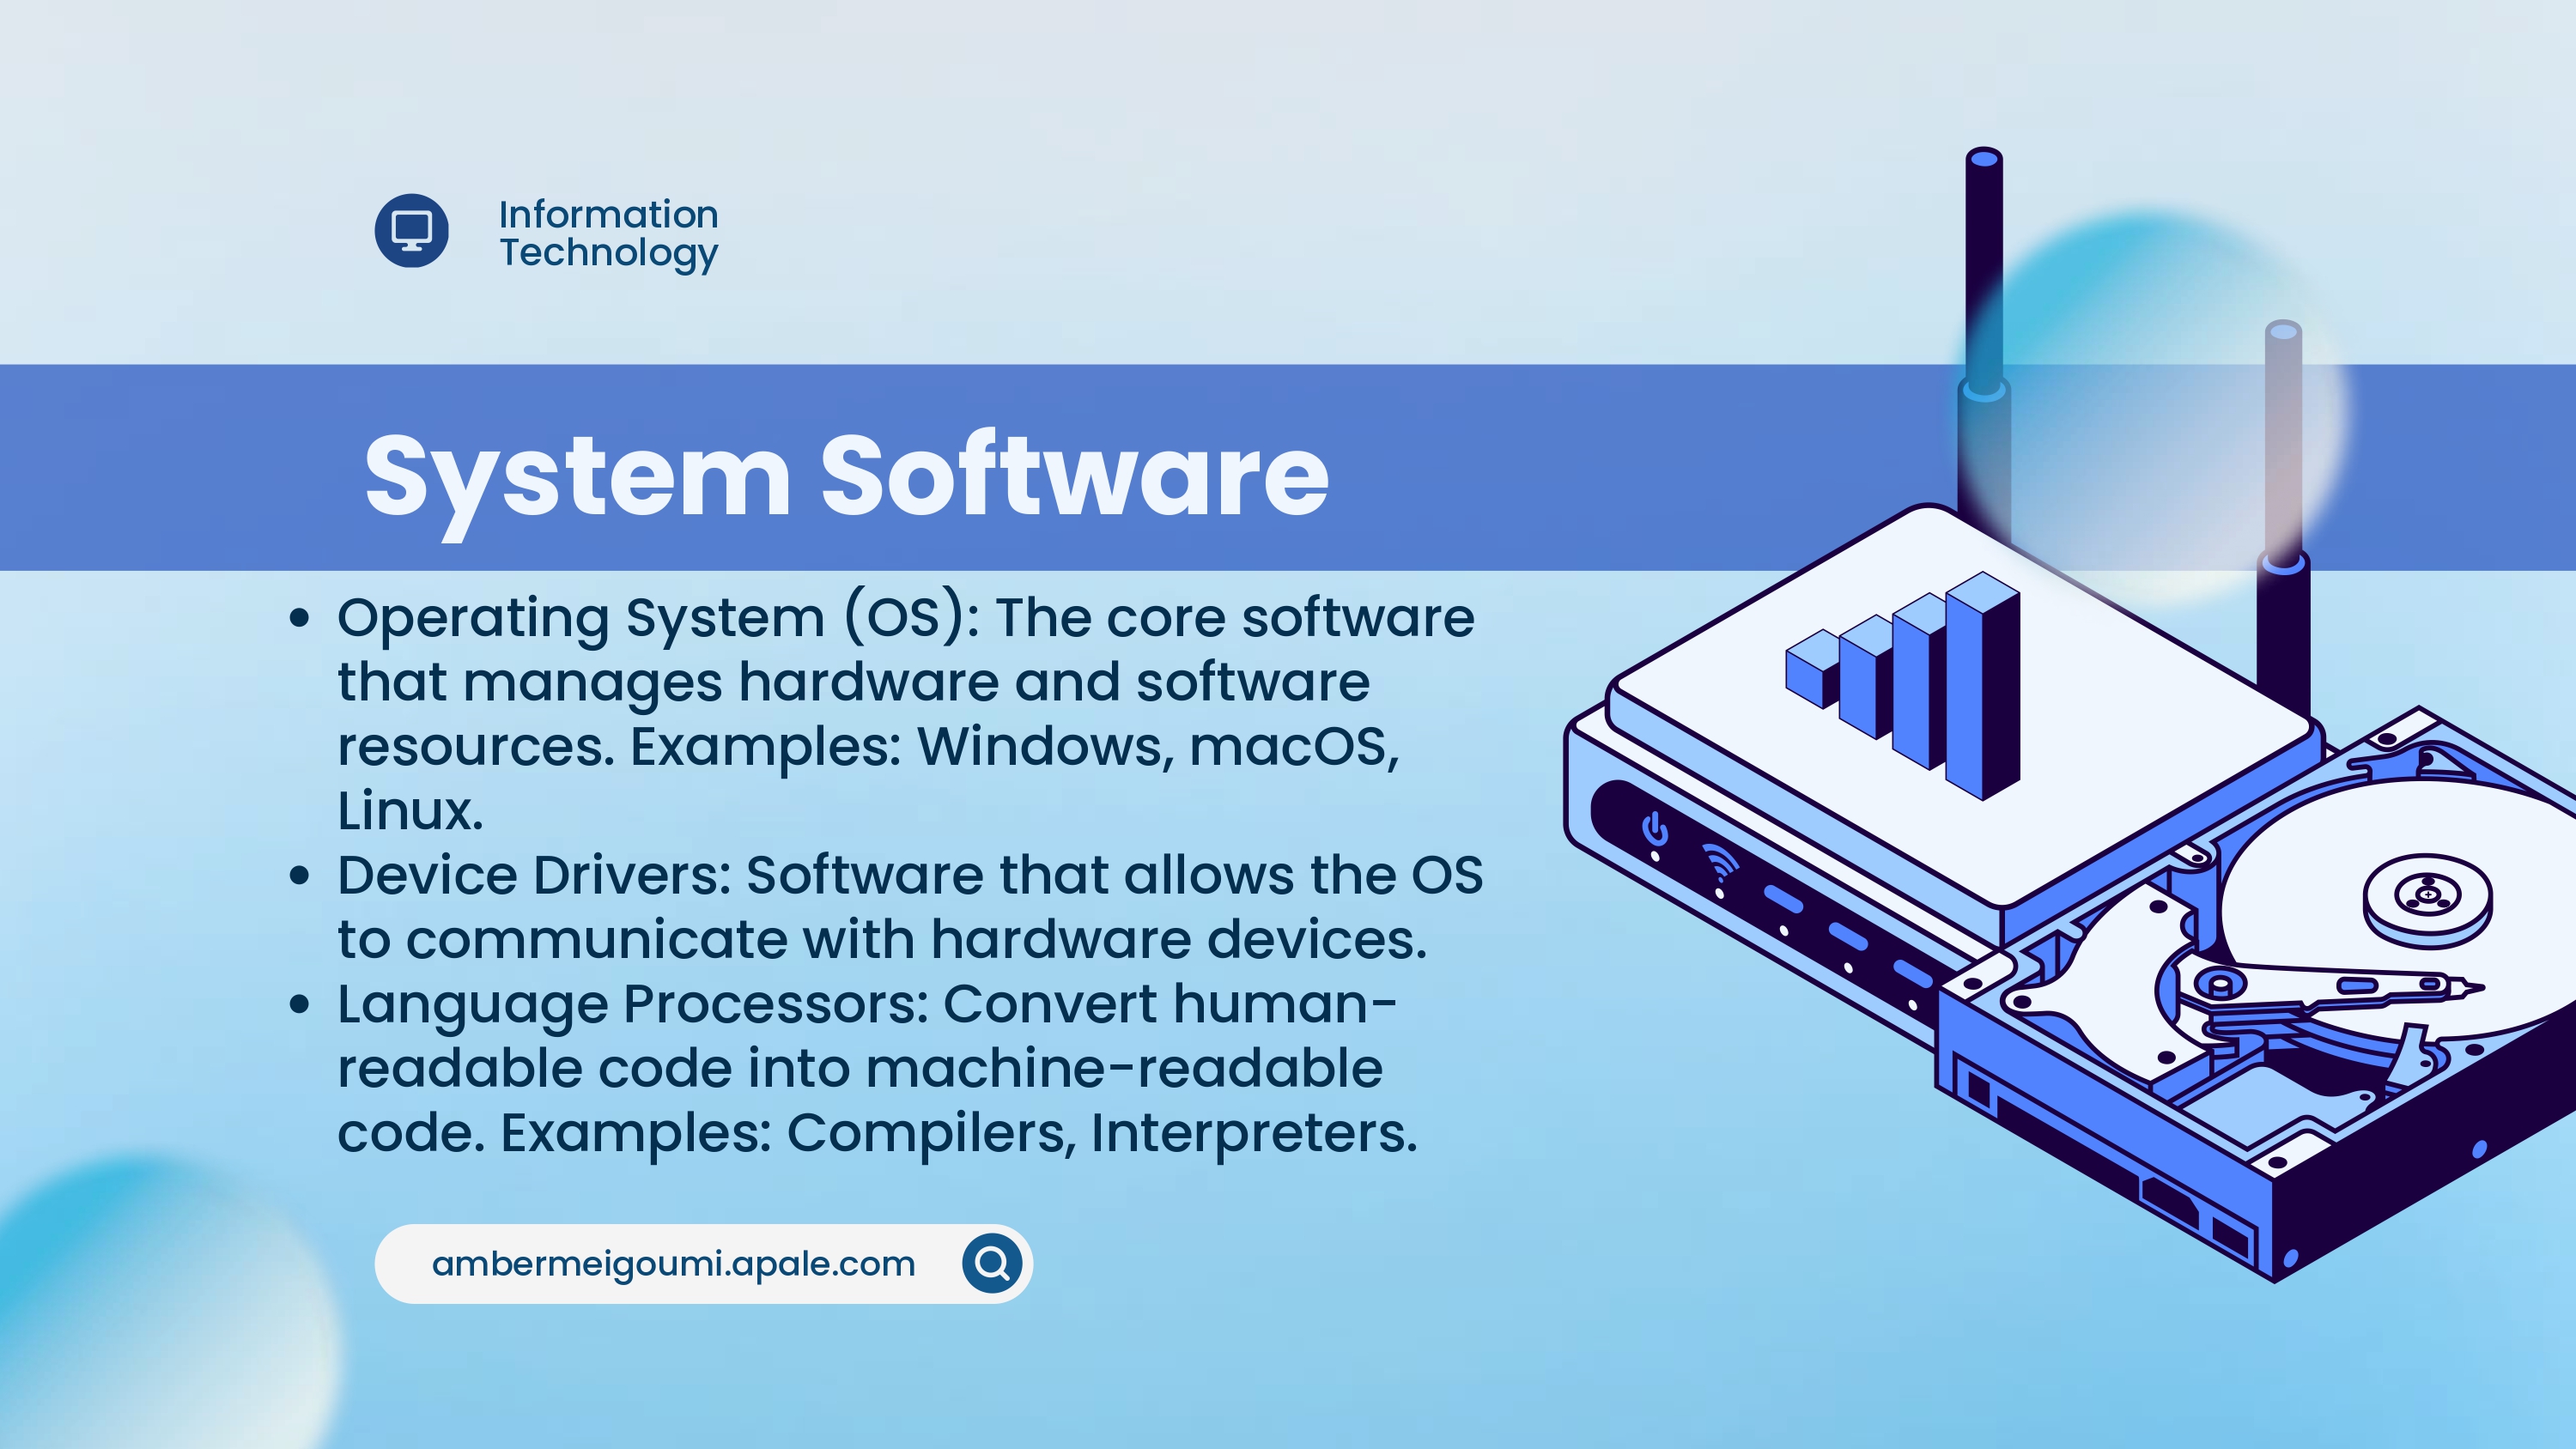 Information
Technology
System Software
• Operating System (OS): The core software
that manages hardware and software
resources. Examples: Windows, macOS,
Linux.
• Device Drivers: Software that allows the OS
to communicate with hardware devices.
• Language Processors: Convert human-
readable code into machine-readable
code. Examples: Compilers, Interpreters.
ambermeigoumi.apale.com